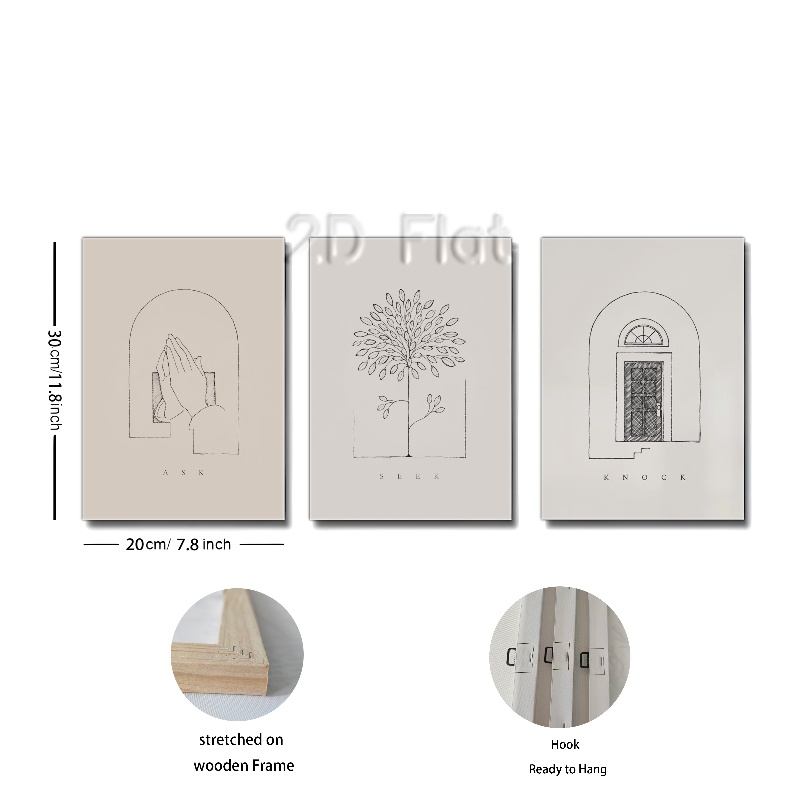 2D Flat
30cm/11.8inch
ASK
SEEK
KNOCK
20cm/ 7.8 inch
stretched on
wooden Frame
Hook
Ready to Hang